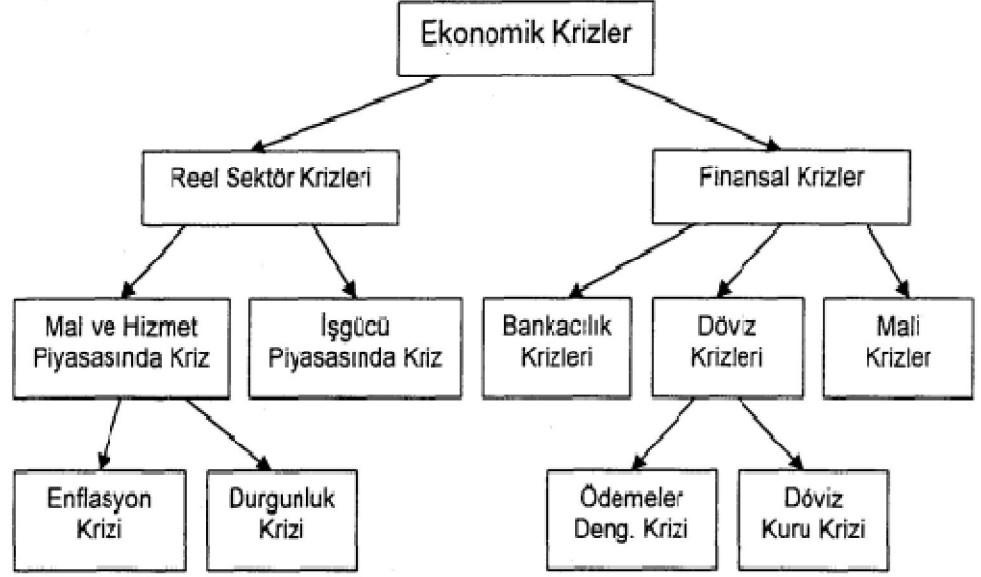 Ekonomik Krizler
Reel Sektör Krizleri
Finansal Krizler
Mal ve Hizmet
Piyasasında Kriz
İşgücü
Piyasasında Kriz
Bankacılık
Krizleri
Döviz
Krizleri
Mali
Krizler
Enflasyon
Krizi
Durgunluk
Krizi
Ödemeler
Deng. Krizi
Döviz
Kuru Krizi